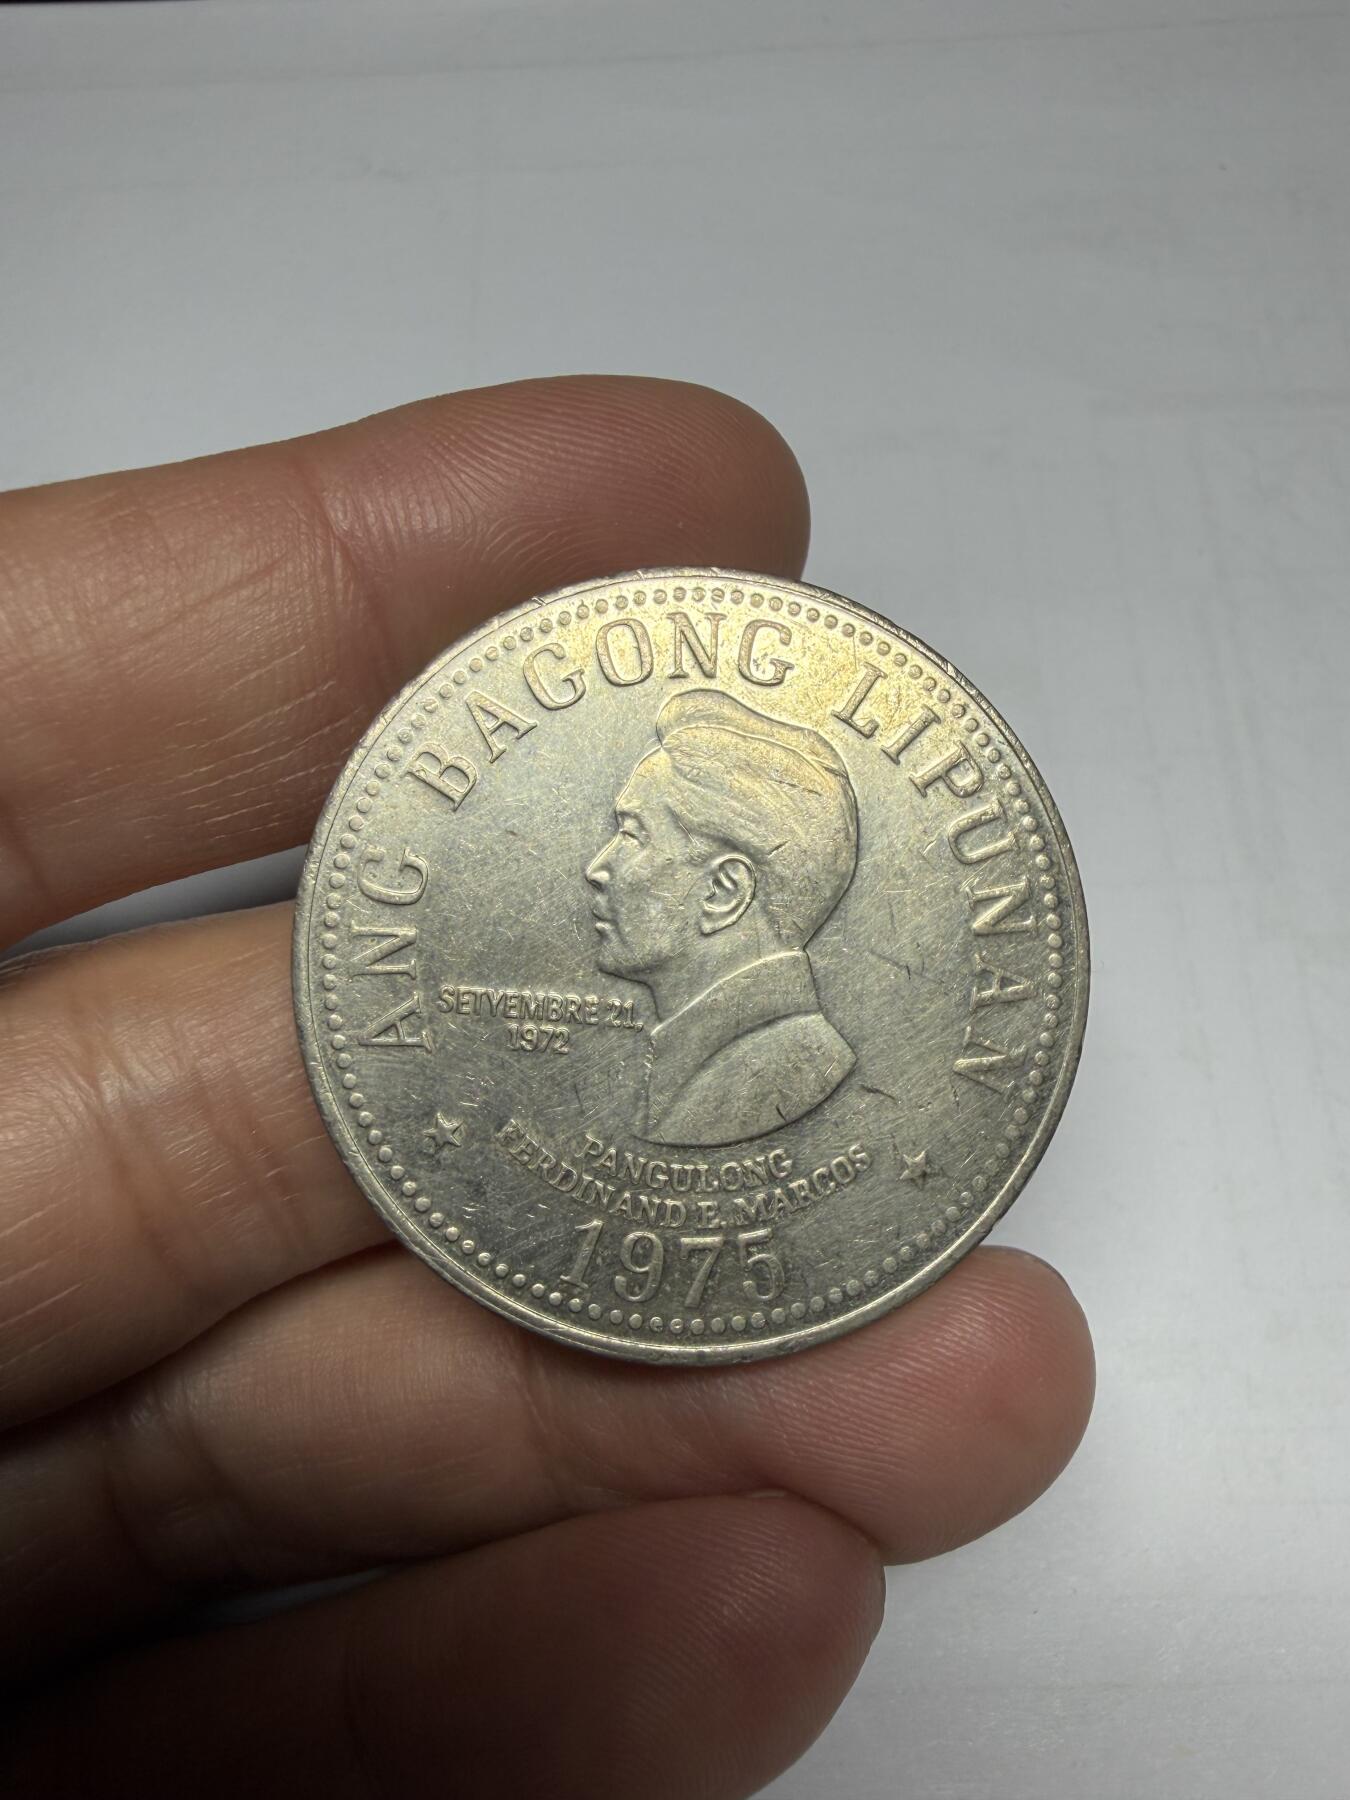 ANG BAGONG LIPUNAN
SETYEMBRE 21,
1972
PANGULONG
FERDINAND E. MARCOS
1975